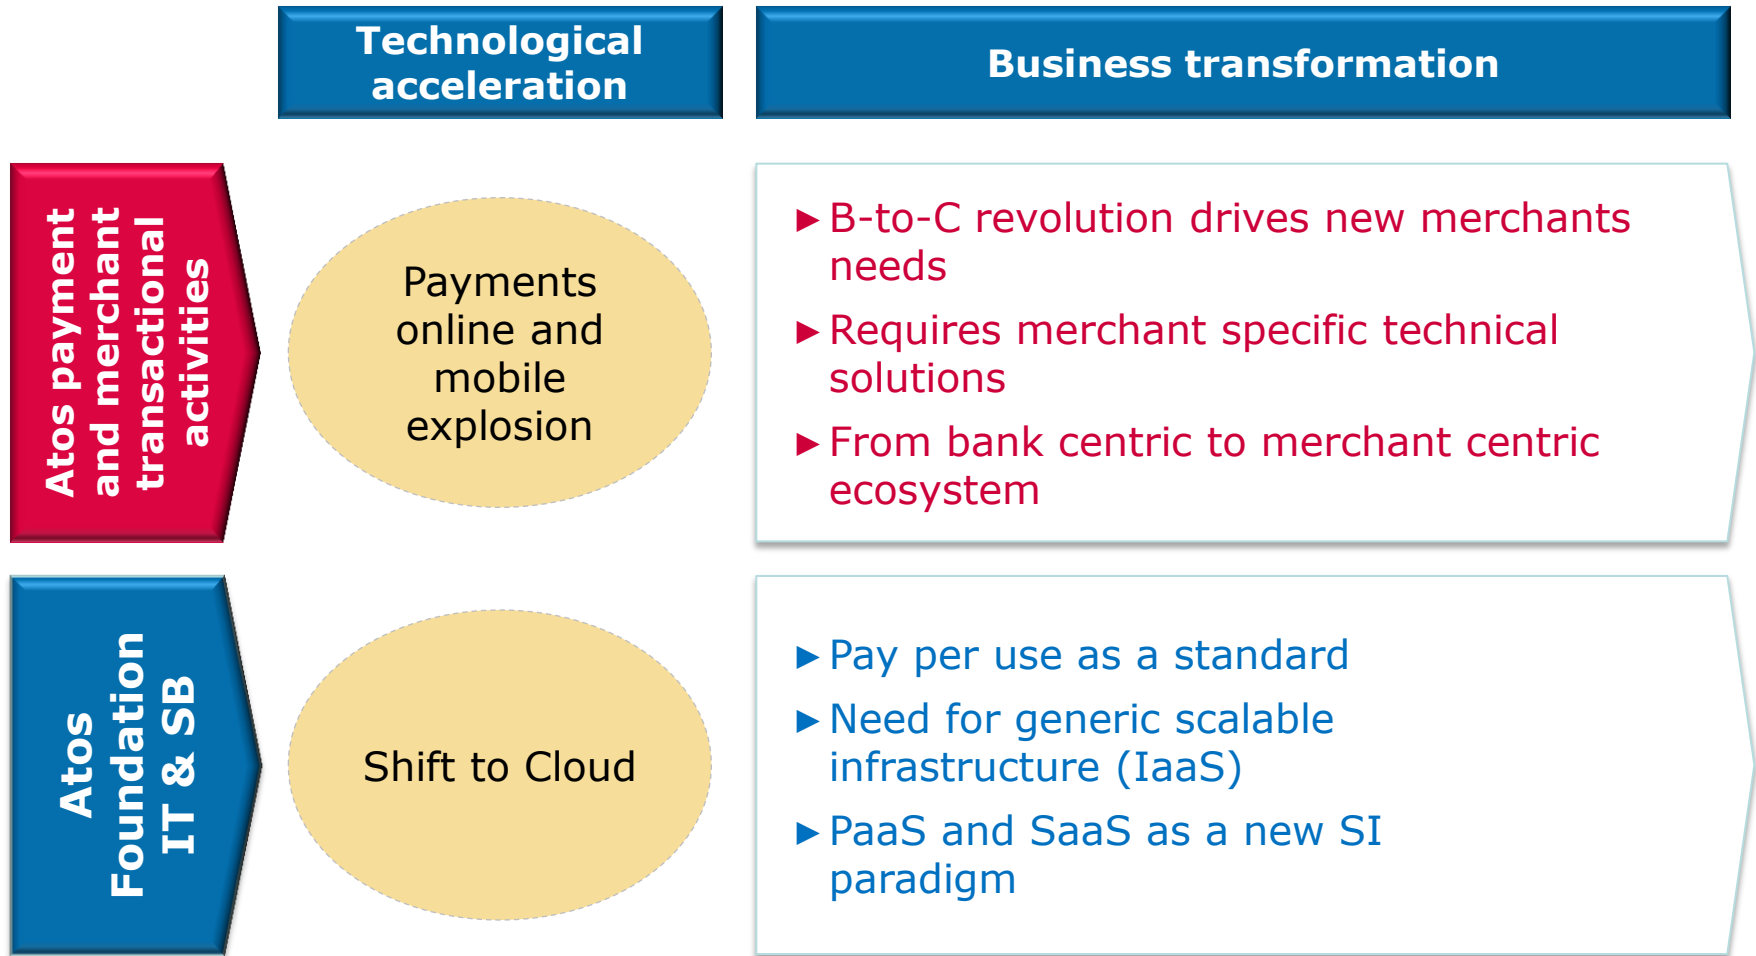 Technological
acceleration
Business transformation
Atos payment
and merchant
transactional
activities
Payments
online and
mobile
explosion
►B-to-C revolution drives new merchants
needs
►Requires merchant specific technical
solutions
►From bank centric to merchant centric
ecosystem
Atos
Foundation
IT & SB
Shift to Cloud
►Pay per use as a standard
►Need for generic scalable
infrastructure (IaaS)
►PaaS and SaaS as a new SI
paradigm